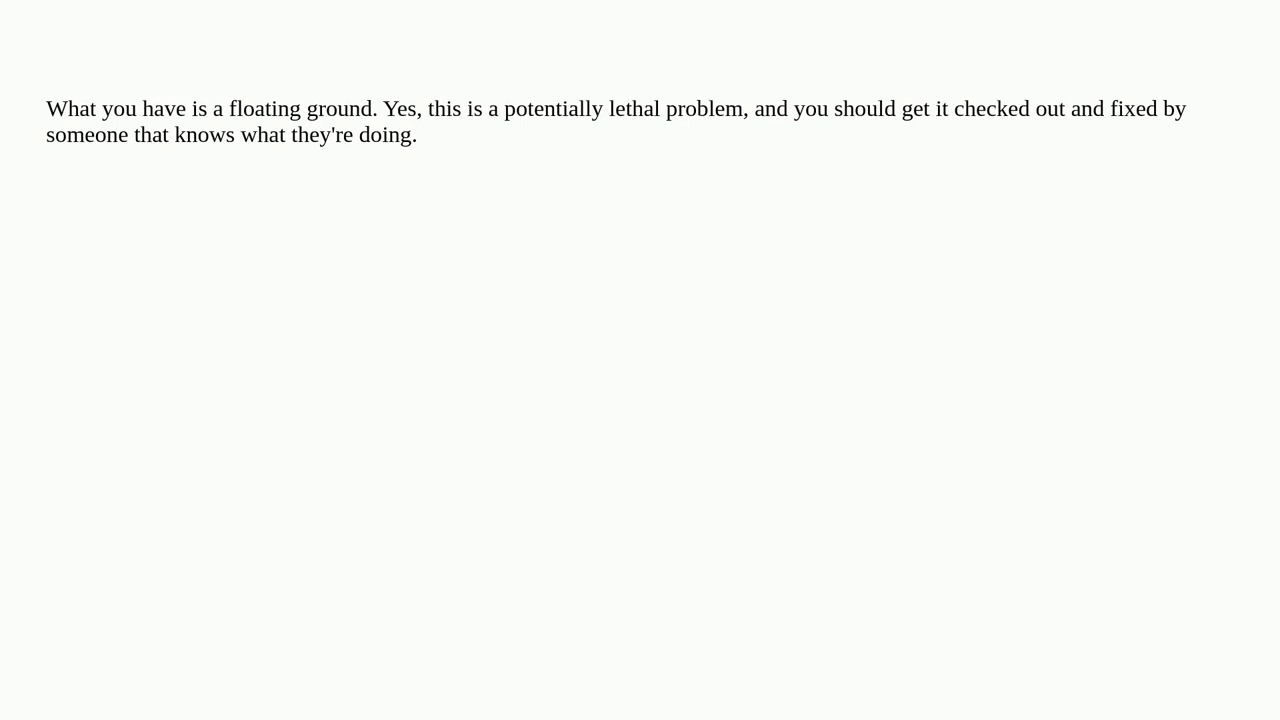 What you have is a floating ground. Yes, this is a potentially lethal problem, and you should get it checked out and fixed by
someone that knows what they're doing.